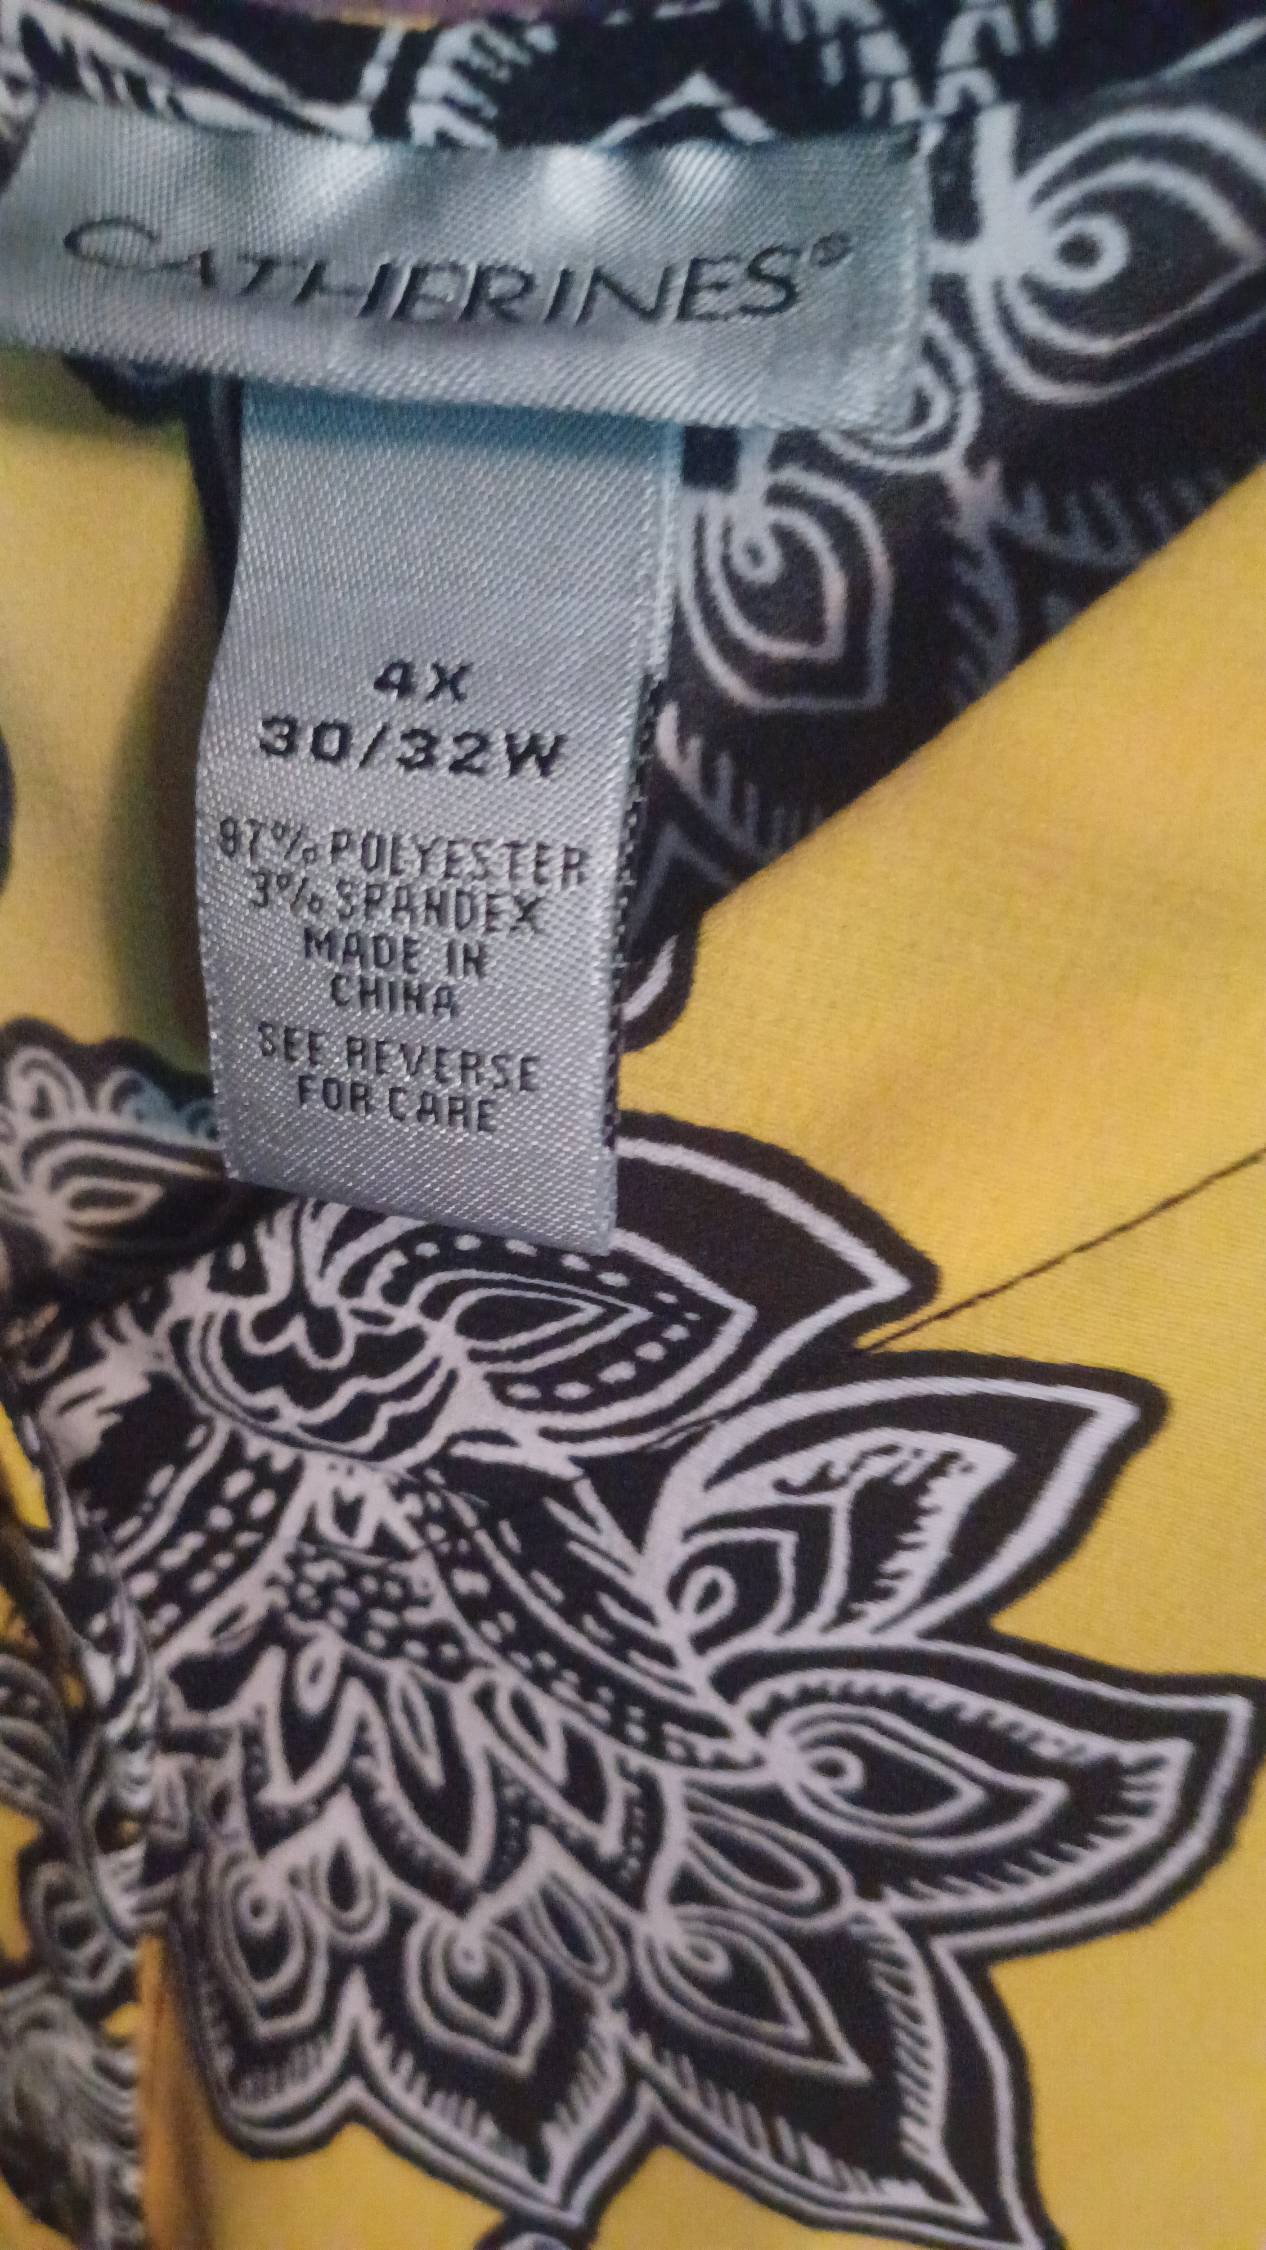 CATHERINES®
4X
30/32W
97% POLYESTER
3% SPANDEX
MADE IN
CHINA
SEE REVERSE
FOR CARE